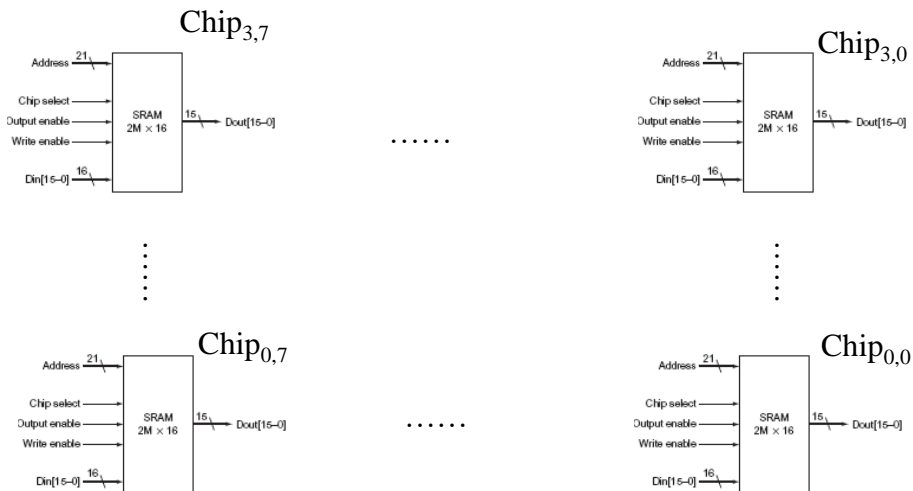 Chip3,7
21
Address
Chip select
Output enable
Write enable
Din[15–0]
16
SRAM
2M × 16
15
Dout[15–0]
......
Chip3,0
21
Address
Chip select
Output enable
Write enable
Din[15–0]
16
SRAM
2M × 16
15
Dout[15–0]
Chip0,7
21
Address
Chip select
Output enable
Write enable
Din[15–0]
16
SRAM
2M × 16
15
Dout[15–0]
......
Chip0,0
21
Address
Chip select
Output enable
Write enable
Din[15–0]
16
SRAM
2M × 16
15
Dout[15–0]